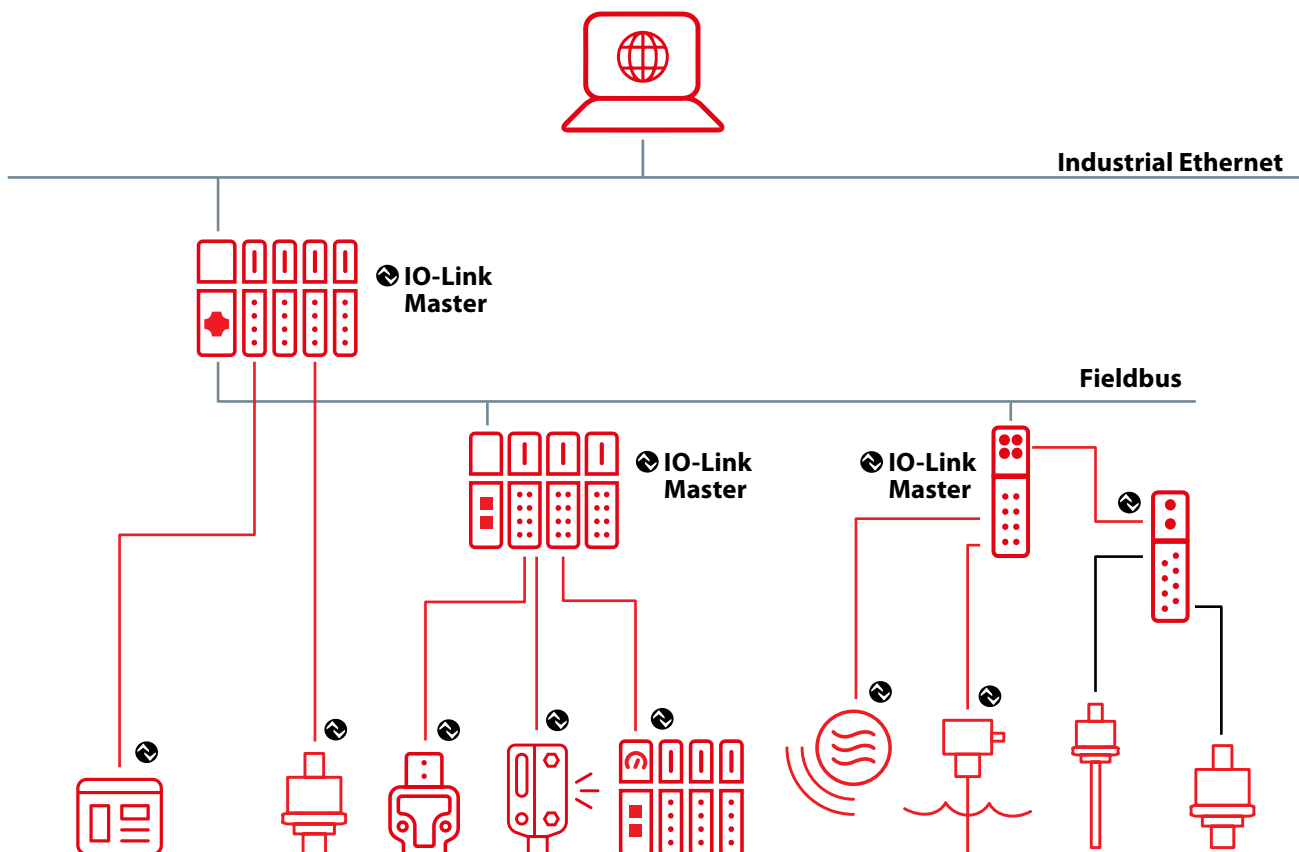 Industrial Ethernet
IO-Link
Master
Fieldbus
IO-Link
Master
IO-Link
Master